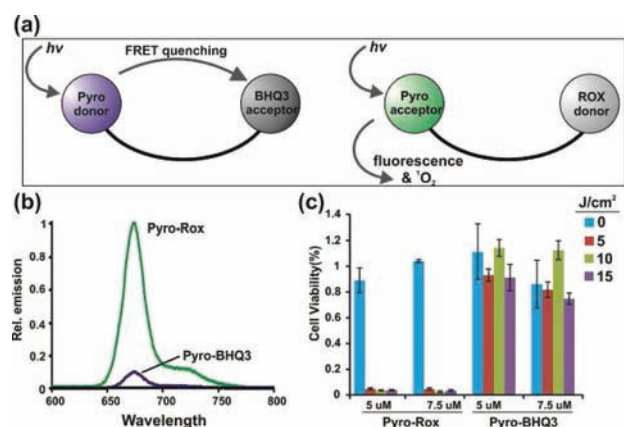 (a)
hv
FRET quenching
Pyro
donor
BHQ3
acceptor
hv
Pyro
acceptor
ROX
donor
fluorescence
& ¹O₂
(b)
Rel. emission
1
0.8
0.6
0.4
0.2
0
Pyro-Rox
Pyro-BHQ3
600 650 700 750 800
Wavelength
(c)
J/cm²
0
5
10
15
Cell Viability(%)
1.4
1.2
1
0.8
0.6
0.4
0.2
0
5 uM 7.5 uM 5 uM 7.5 uM
Pyro-Rox Pyro-BHQ3